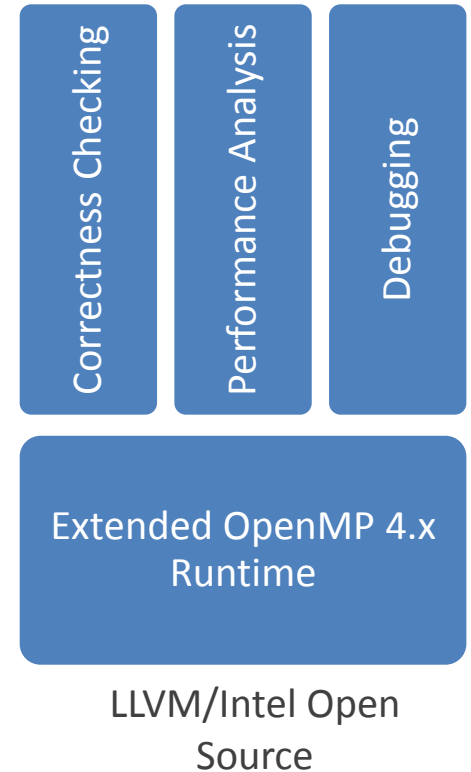 Correctness Checking
Performance Analysis
Debugging
Extended OpenMP 4.x
Runtime
LLVM/Intel Open
Source